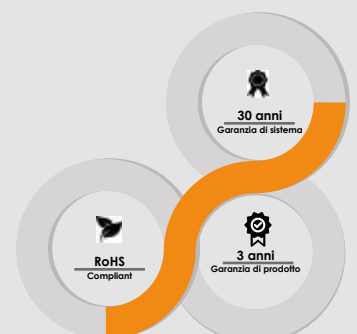 30 anni
Garanzia di sistema
RoHS
Compliant
3 anni
Garanzia di prodotto